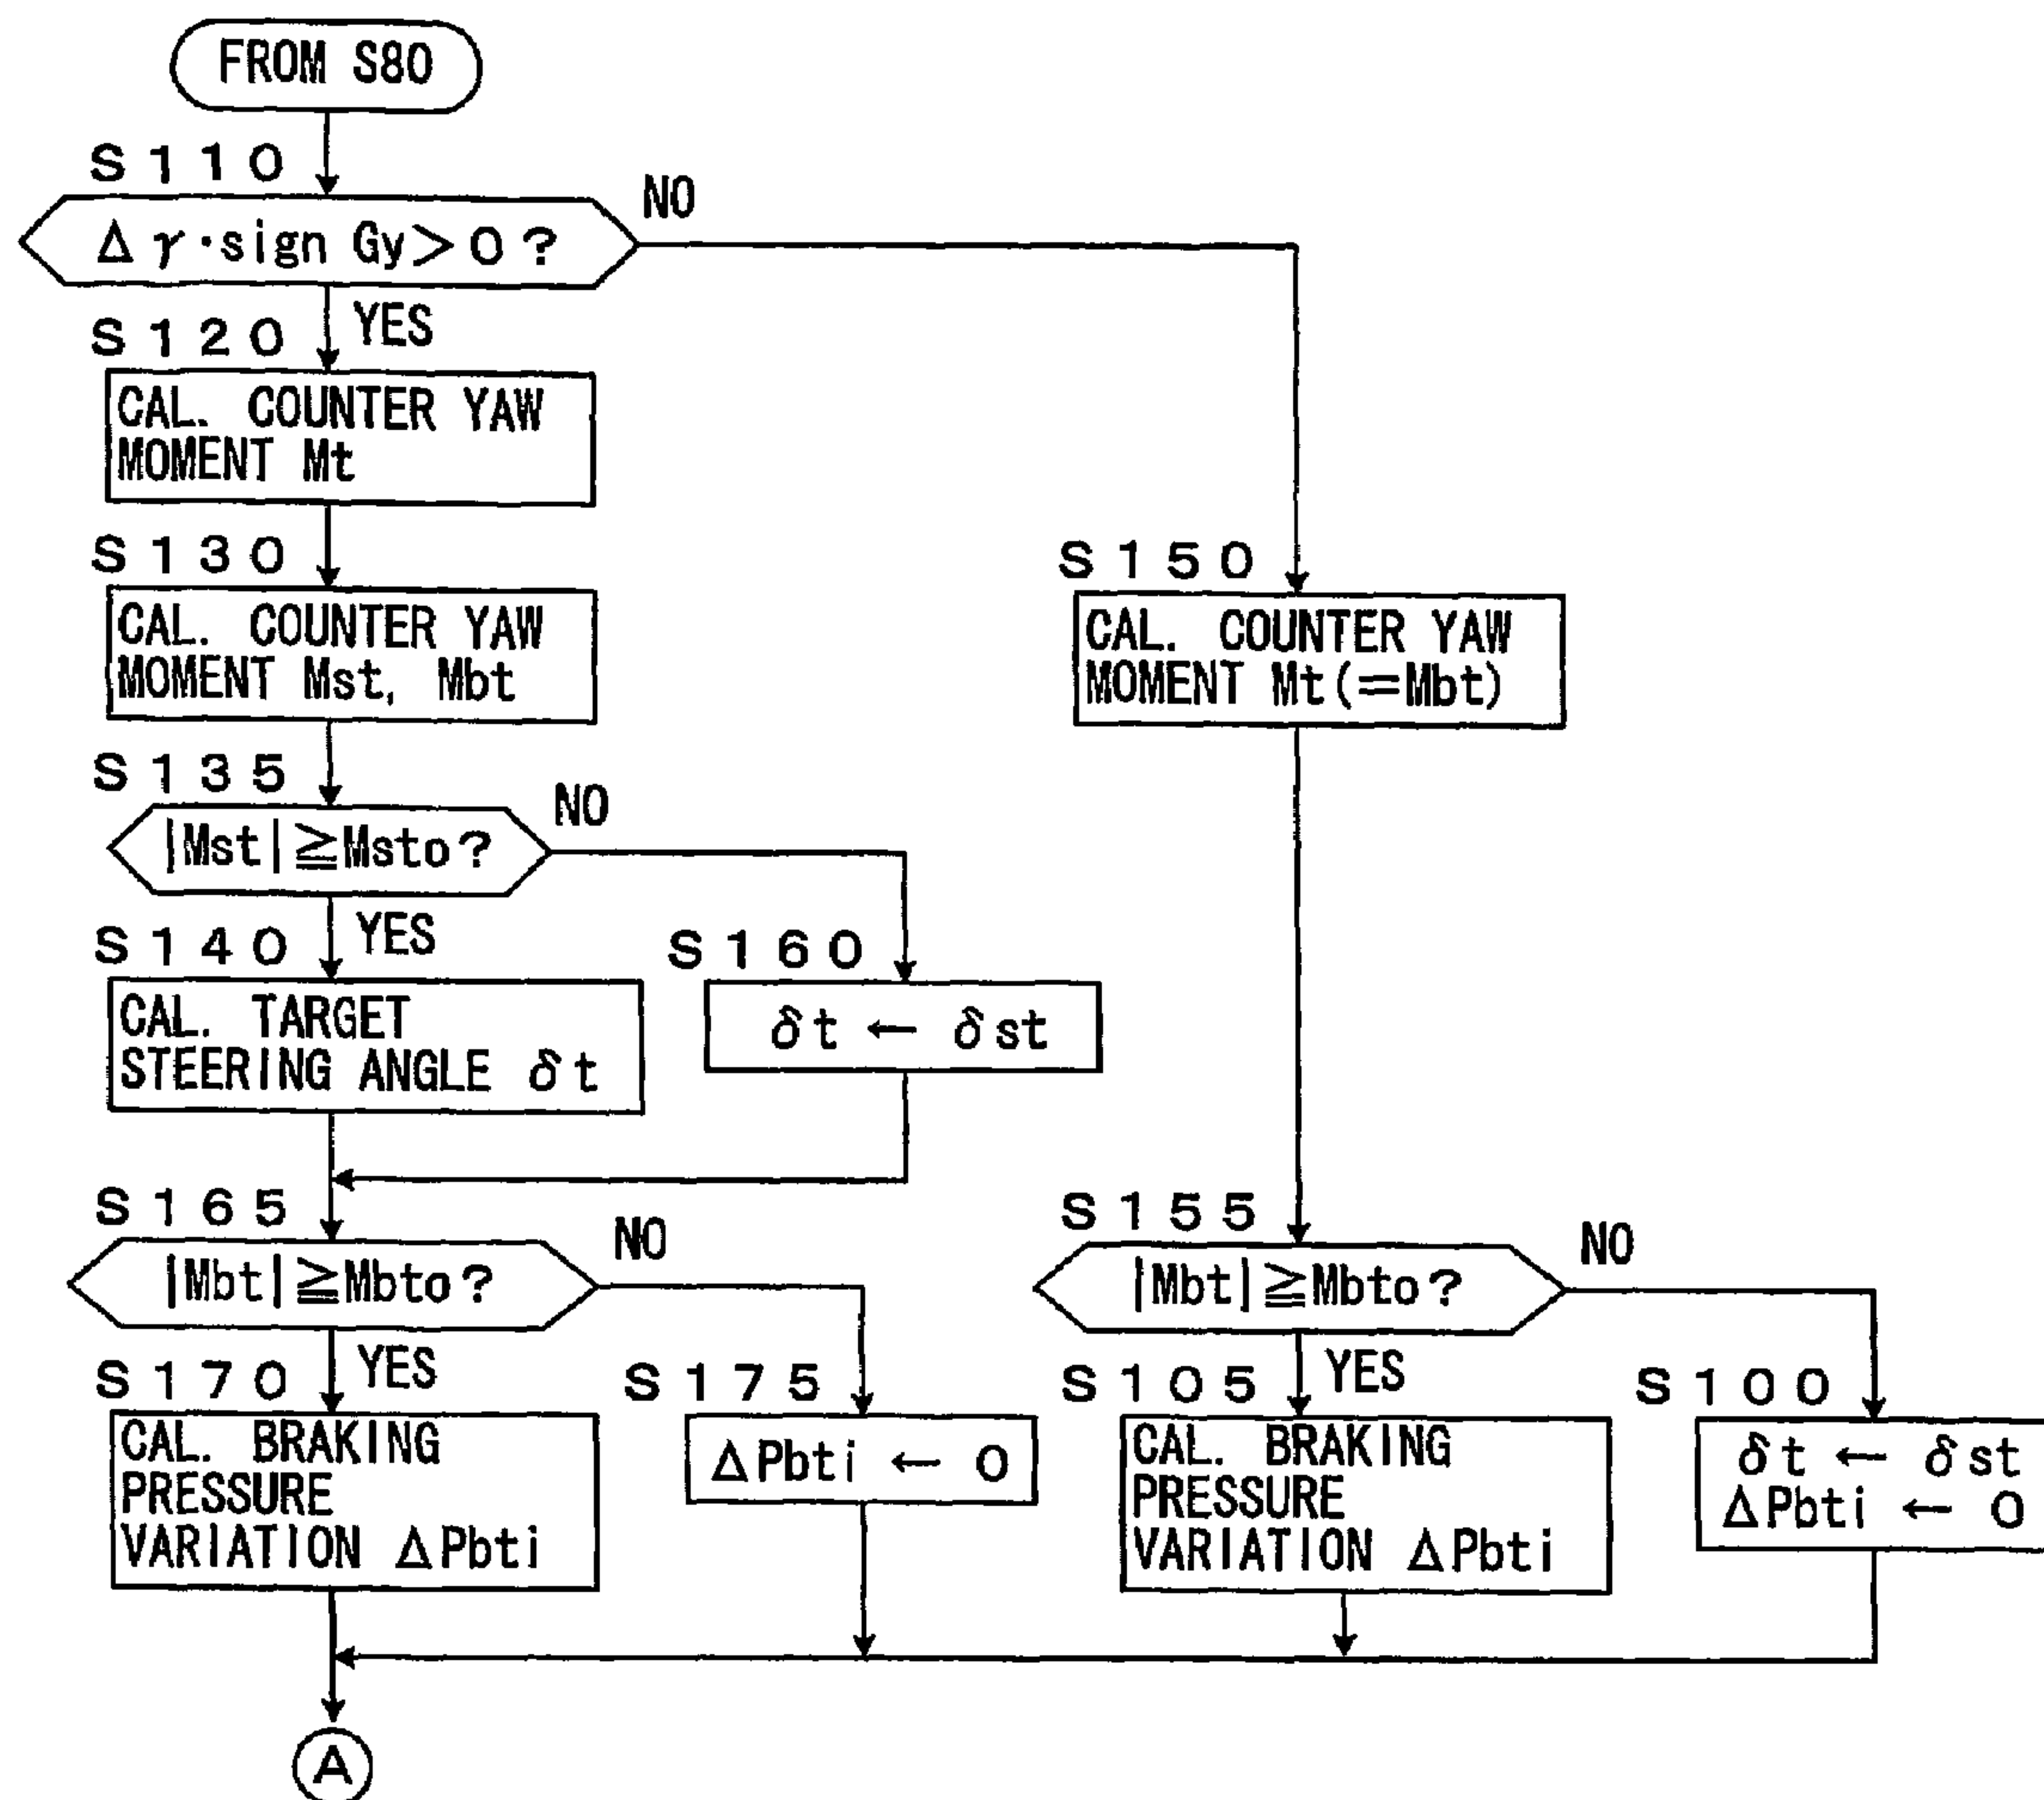 FROM S80
S110
Δγ·sign Gy>0?
NO
YES
S120
CAL. COUNTER YAW
MOMENT Mt
S130
CAL. COUNTER YAW
MOMENT Mst, Mbt
S150
CAL. COUNTER YAW
MOMENT Mt(=Mbt)
S135
|Mst|≧Msto?
NO
YES
S140
CAL. TARGET
STEERING ANGLE δt
S160
δt ← δst
S165
|Mbt|≧Mbto?
NO
YES
S155
|Mbt|≧Mbto?
NO
YES
S170
CAL. BRAKING
PRESSURE
VARIATION ΔPbti
S175
ΔPbti ← 0
S105
CAL. BRAKING
PRESSURE
VARIATION ΔPbti
S100
δt ← δst
ΔPbti ← 0
A